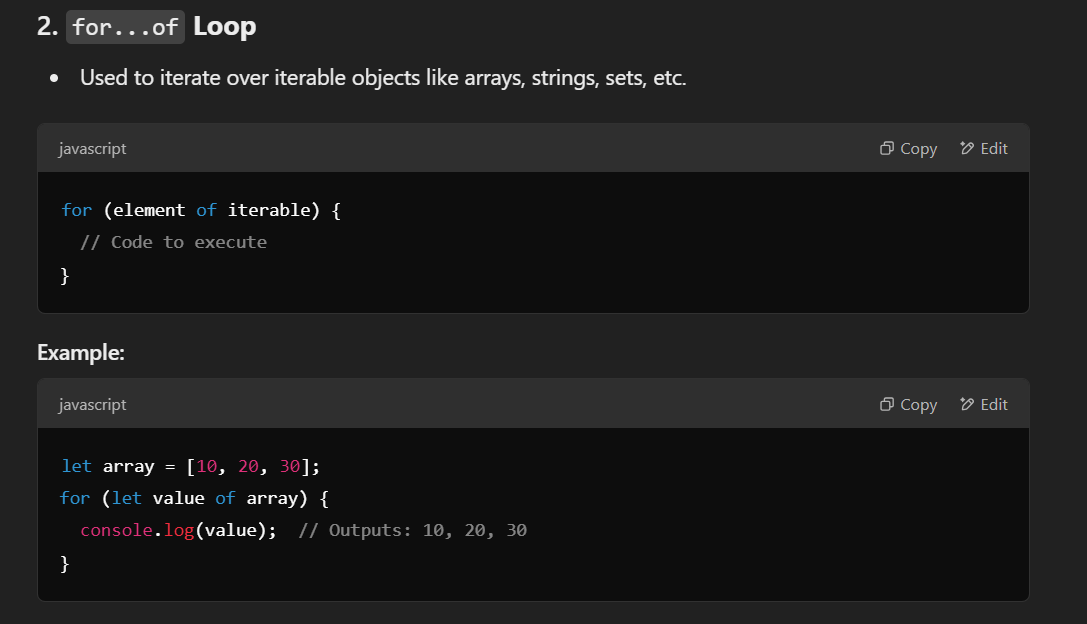 2. for...of Loop
• Used to iterate over iterable objects like arrays, strings, sets, etc.
javascript Copy Edit
for (element of iterable) {
  // Code to execute
}
Example:
javascript Copy Edit
let array = [10, 20, 30];
for (let value of array) {
  console.log(value);  // Outputs: 10, 20, 30
}